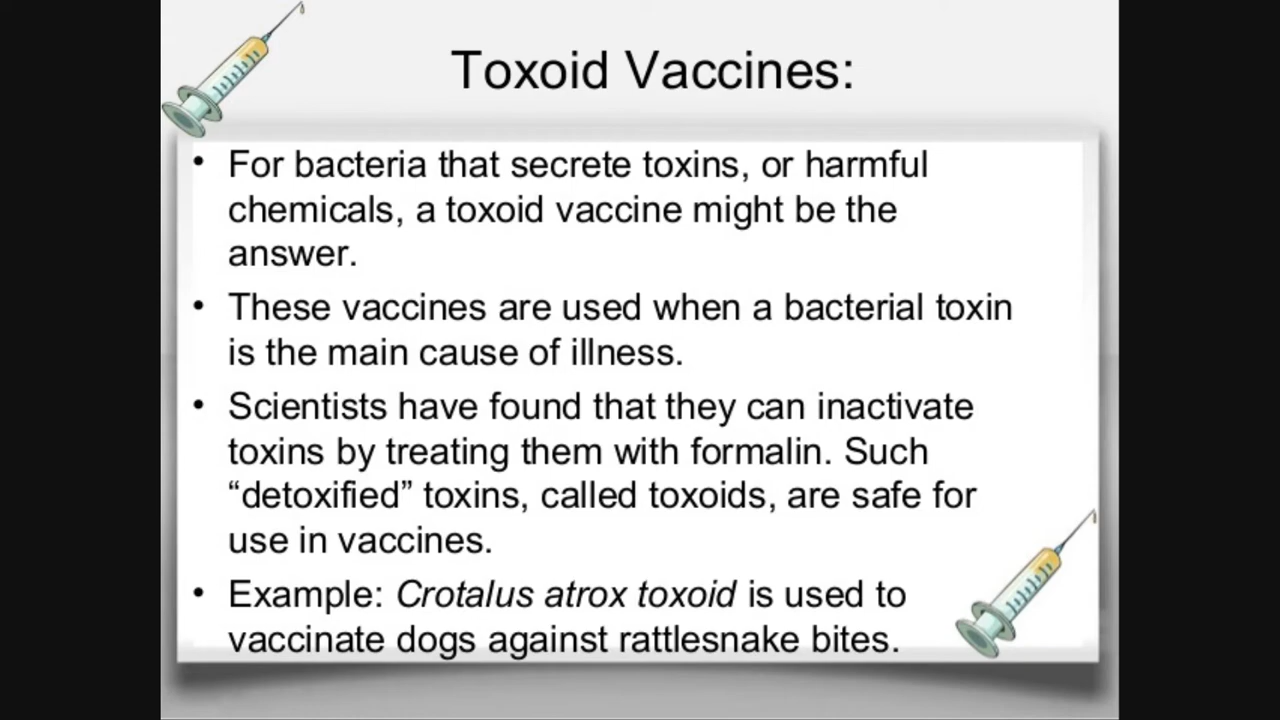 Toxoid Vaccines:
• For bacteria that secrete toxins, or harmful
chemicals, a toxoid vaccine might be the
answer.
• These vaccines are used when a bacterial toxin
is the main cause of illness.
• Scientists have found that they can inactivate
toxins by treating them with formalin. Such
“detoxified” toxins, called toxoids, are safe for
use in vaccines.
• Example: Crotalus atrox toxoid is used to
vaccinate dogs against rattlesnake bites.